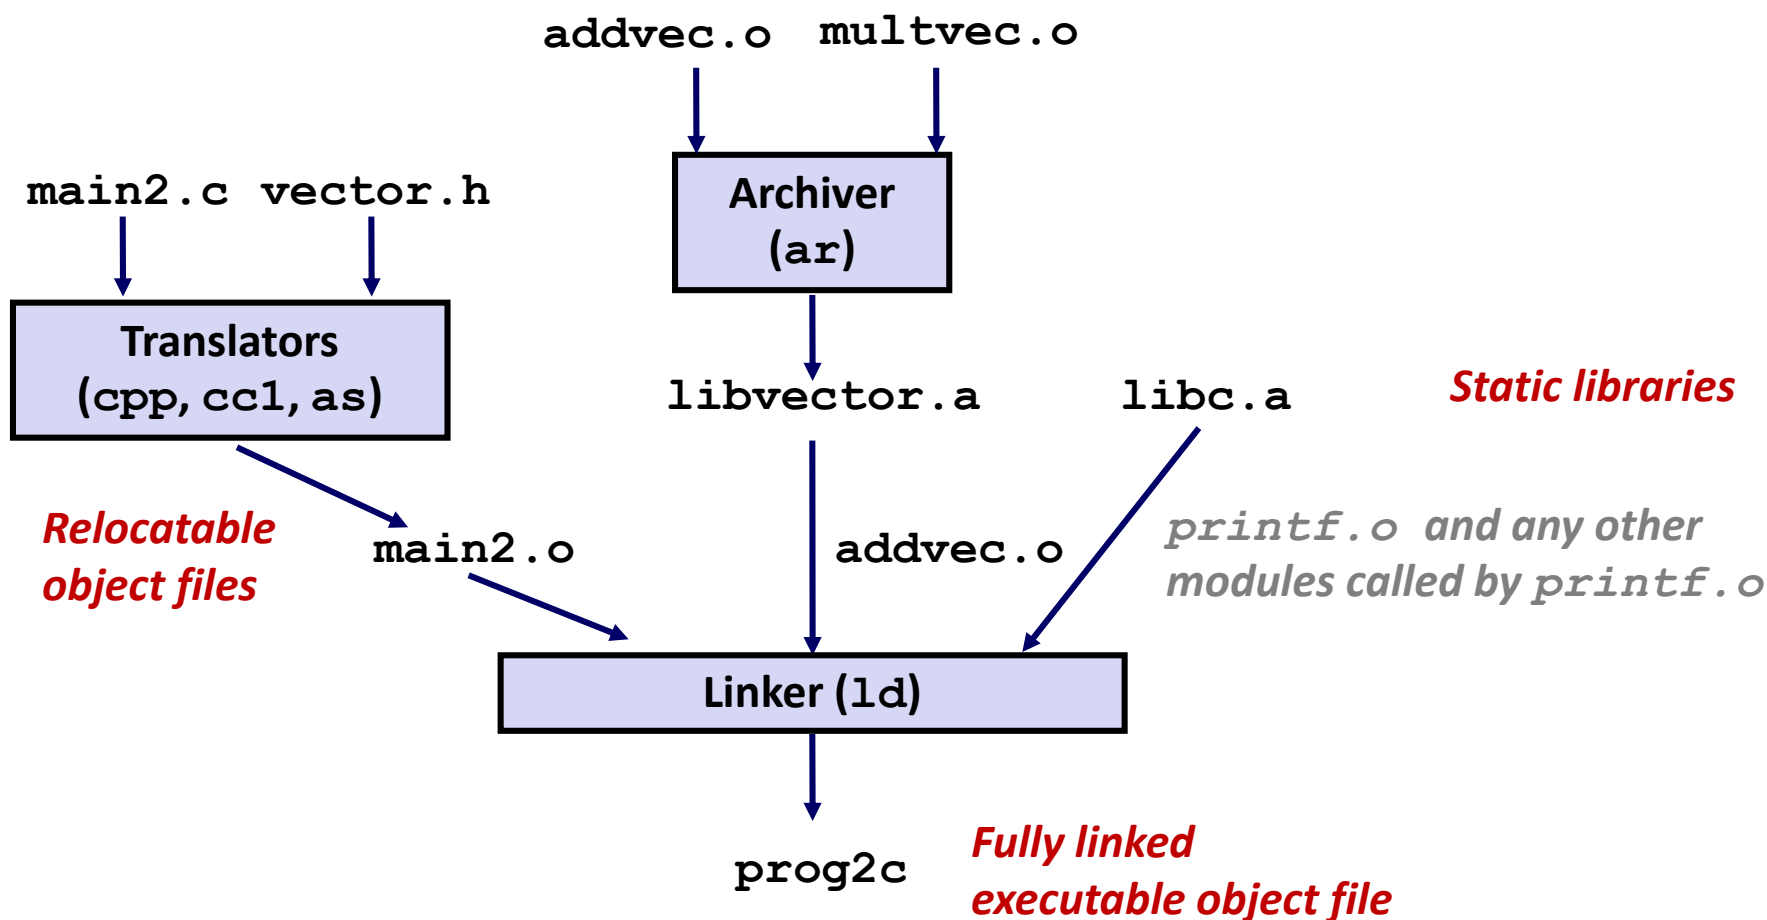 addvec.o multvec.o
main2.c vector.h
Archiver
(ar)
Translators
(cpp, cc1, as)
libvector.a
libc.a
Static libraries
Relocatable
object files
main2.o
addvec.o
printf.o and any other
modules called by printf.o
Linker (ld)
prog2c
Fully linked
executable object file